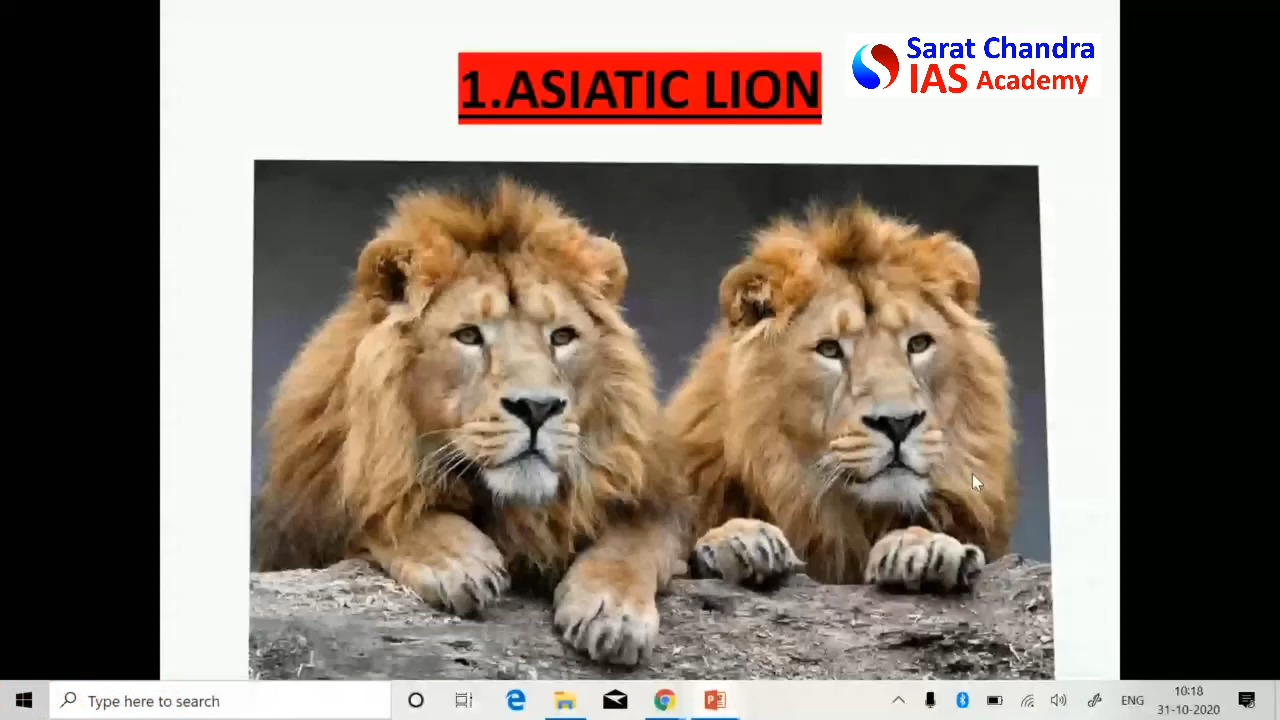 1.ASIATIC LION
Sarat Chandra
IAS Academy
Type here to search
ENG
10:18
31-10-2020